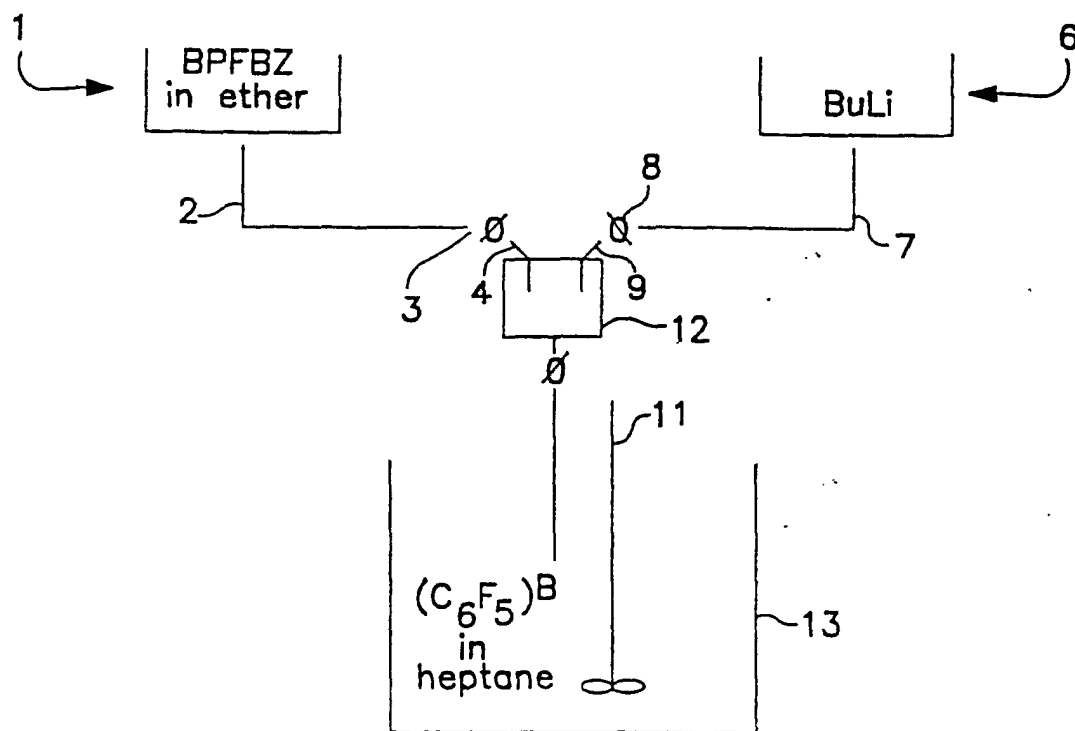 1
BPFBZ
in ether
6
BuLi
2
3
4
8
9
7
12
11
(C6F5)B
in
heptane
13